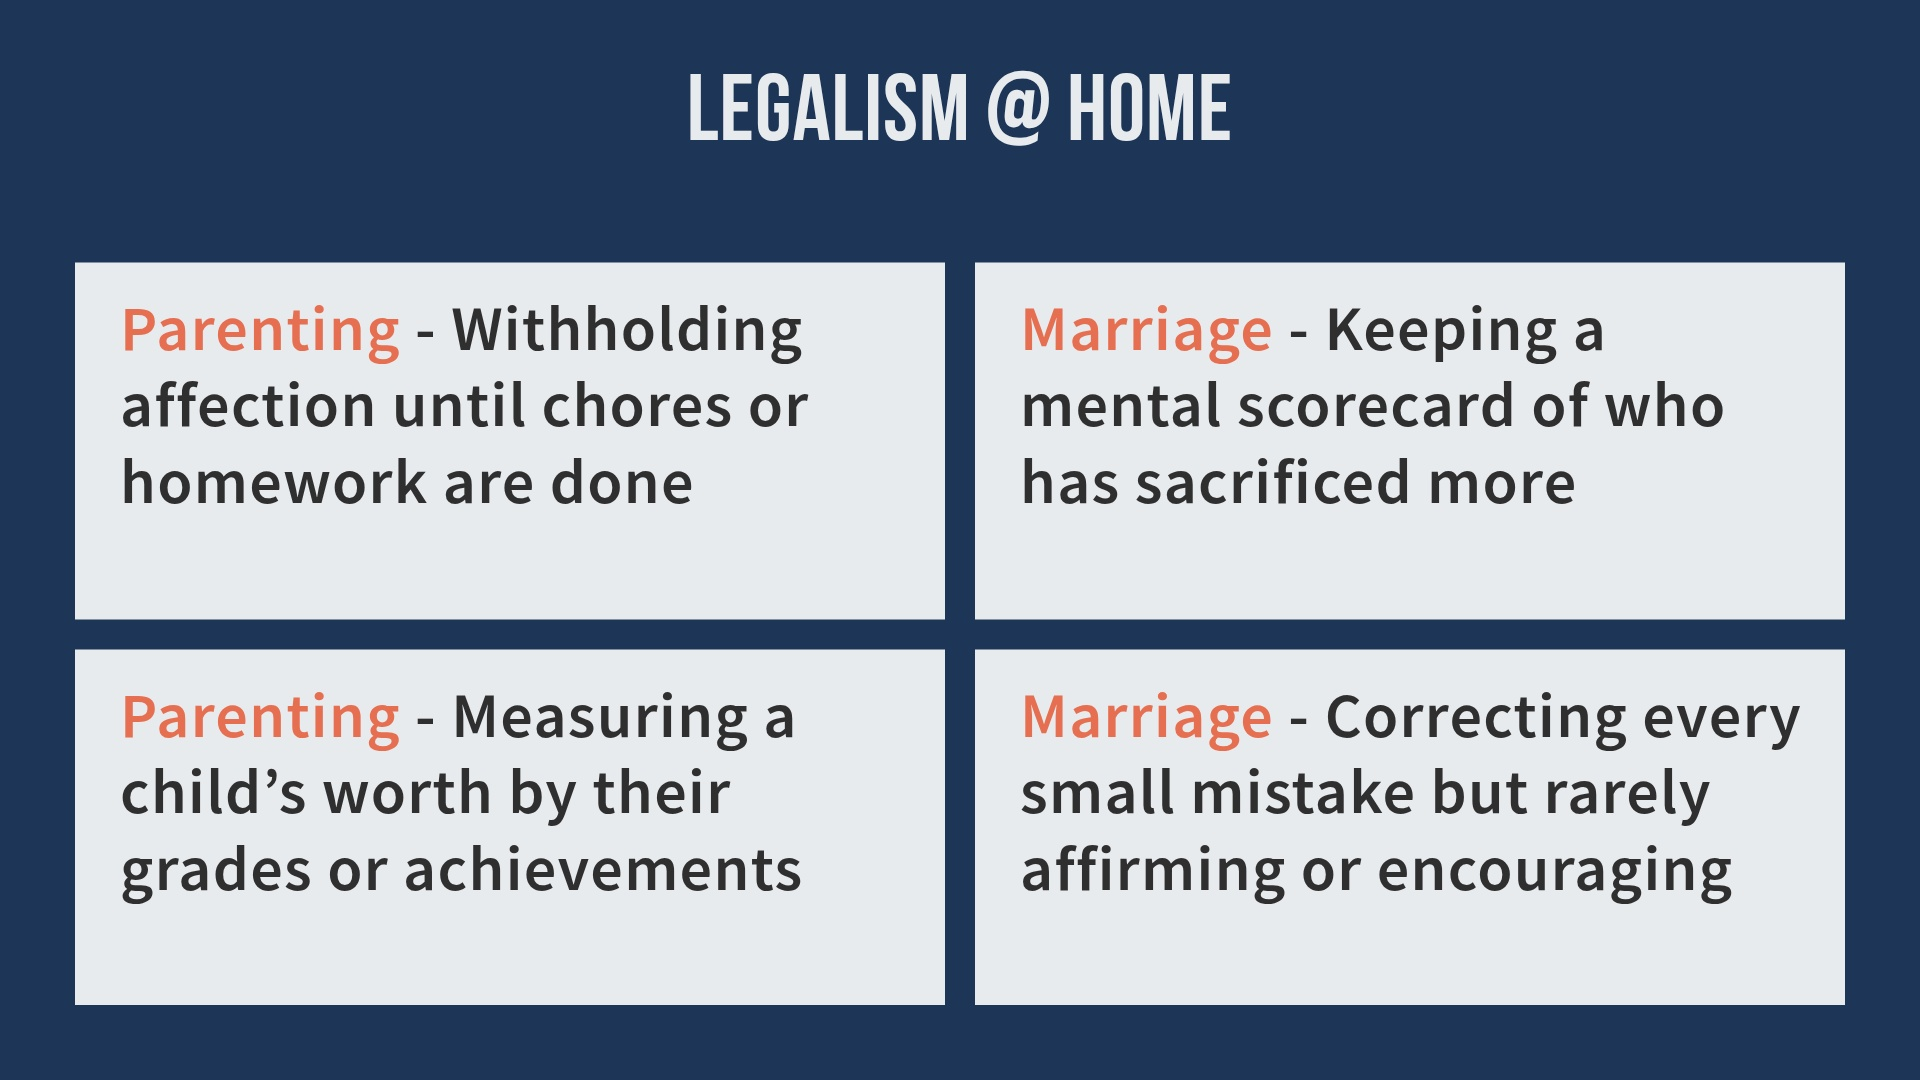 LEGALISM @ HOME
Parenting - Withholding
affection until chores or
homework are done
Marriage - Keeping a
mental scorecard of who
has sacrificed more
Parenting - Measuring a
child’s worth by their
grades or achievements
Marriage - Correcting every
small mistake but rarely
affirming or encouraging